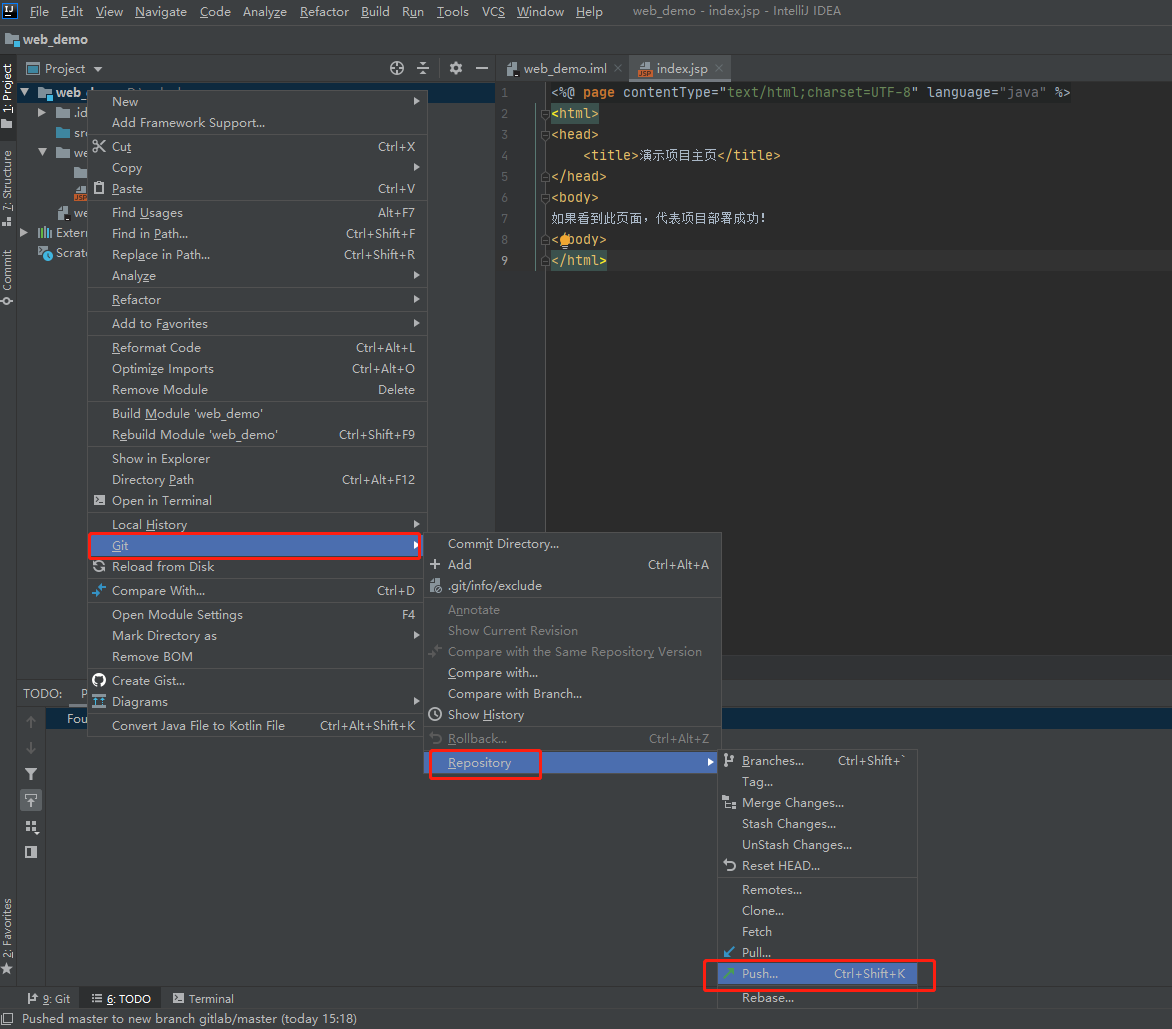 File Edit View Navigate Code Analyze Refactor Build Run Tools VCS Window Help web_demo - index.jsp - IntelliJ IDEA
web_demo
Project
web_demo.iml
index.jsp
1: Project
7: Structure
Commit
2: Favorites
web_
.id
src
we
we
Extern
Scratc
New
Add Framework Support...
Cut Ctrl+X
Copy
Paste Ctrl+V
Find Usages Alt+F7
Find in Path... Ctrl+Shift+F
Replace in Path... Ctrl+Shift+R
Analyze
Refactor
Add to Favorites
Reformat Code Ctrl+Alt+L
Optimize Imports Ctrl+Alt+O
Remove Module Delete
Build Module 'web_demo'
Rebuild Module 'web_demo' Ctrl+Shift+F9
Show in Explorer
Directory Path Ctrl+Alt+F12
Open in Terminal
Local History
Git
Reload from Disk
Compare With... Ctrl+D
Open Module Settings F4
Mark Directory as
Remove BOM
Create Gist...
Diagrams
Convert Java File to Kotlin File Ctrl+Alt+Shift+K
1 <%@ page contentType="text/html;charset=UTF-8" language="java" %>
2 <html>
3 <head>
4 <title>演示项目主页</title>
5 </head>
6 <body>
7 如果看到此页面，代表项目部署成功！
8 </body>
9 </html>
Commit Directory...
Add Ctrl+Alt+A
.git/info/exclude
Annotate
Show Current Revision
Compare with the Same Repository Version
Compare with...
Compare with Branch...
Show History
Rollback... Ctrl+Alt+Z
Repository
Branches... Ctrl+Shift+`
Tag...
Merge Changes...
Stash Changes...
UnStash Changes...
Reset HEAD...
Remotes...
Clone...
Fetch
Pull...
Push... Ctrl+Shift+K
Rebase...
TODO: P
Fou
9: Git 6: TODO Terminal
Pushed master to new branch gitlab/master (today 15:18)